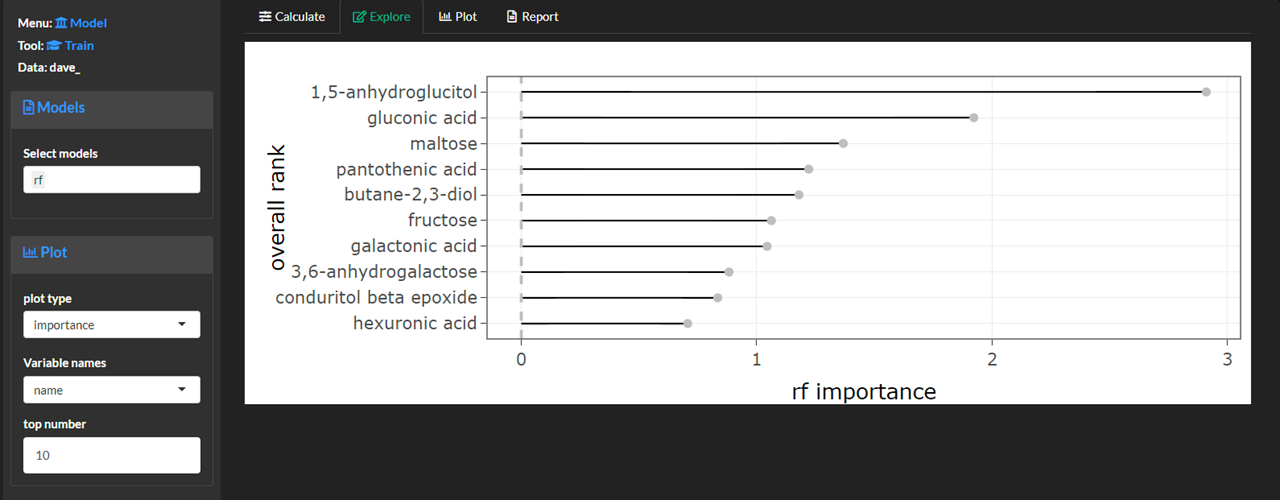 Menu: Model
Tool: Train
Data: dave_
Models
Select models
rf
Plot
plot type
importance
Variable names
name
top number
10
Calculate Explore Plot Report
overall rank
1,5-anhydroglucitol
gluconic acid
maltose
pantothenic acid
butane-2,3-diol
fructose
galactonic acid
3,6-anhydrogalactose
conduritol beta epoxide
hexuronic acid
0 1 2 3
rf importance